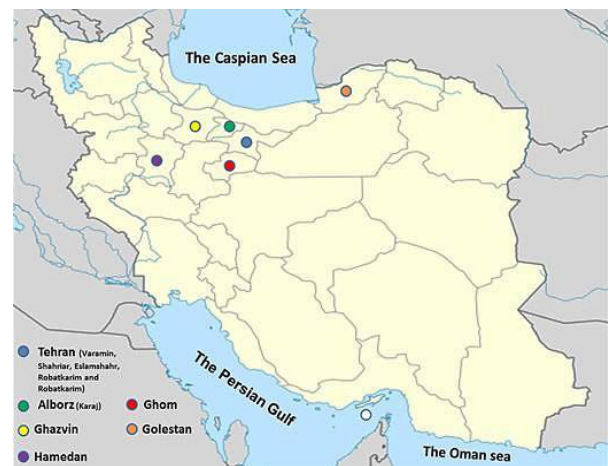 The Caspian Sea
Tehran (Varamin,
Shahriar, Eslamshahr,
Robatkarim and
Robatkarim)
Alborz (Karaj)
Ghom
Ghazvin
Golestan
Hamedan
The Persian Gulf
The Oman sea